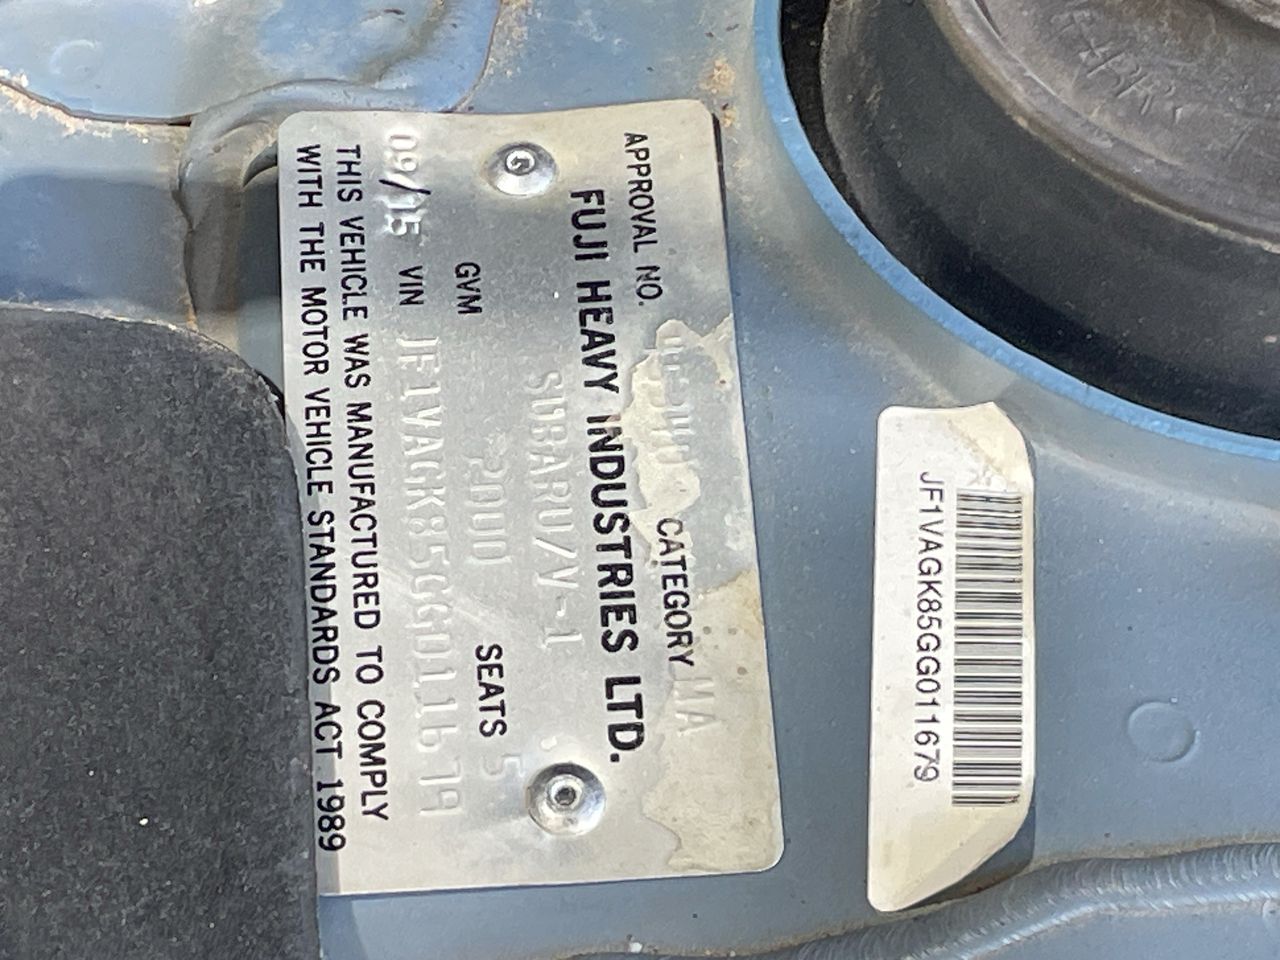 APPROVAL NO. CATEGORY MA
FUJI HEAVY INDUSTRIES LTD.
SUBARU/V-1
GVM 2000 SEATS 5
09/15 VIN JF1VAGK85GG011679
THIS VEHICLE WAS MANUFACTURED TO COMPLY
WITH THE MOTOR VEHICLE STANDARDS ACT 1989
JF1VAGK85GG011679